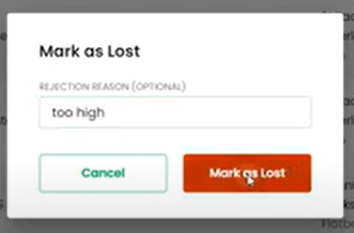 Mark as Lost
REJECTION REASON (OPTIONAL)
too high
Cancel
Mark as Lost